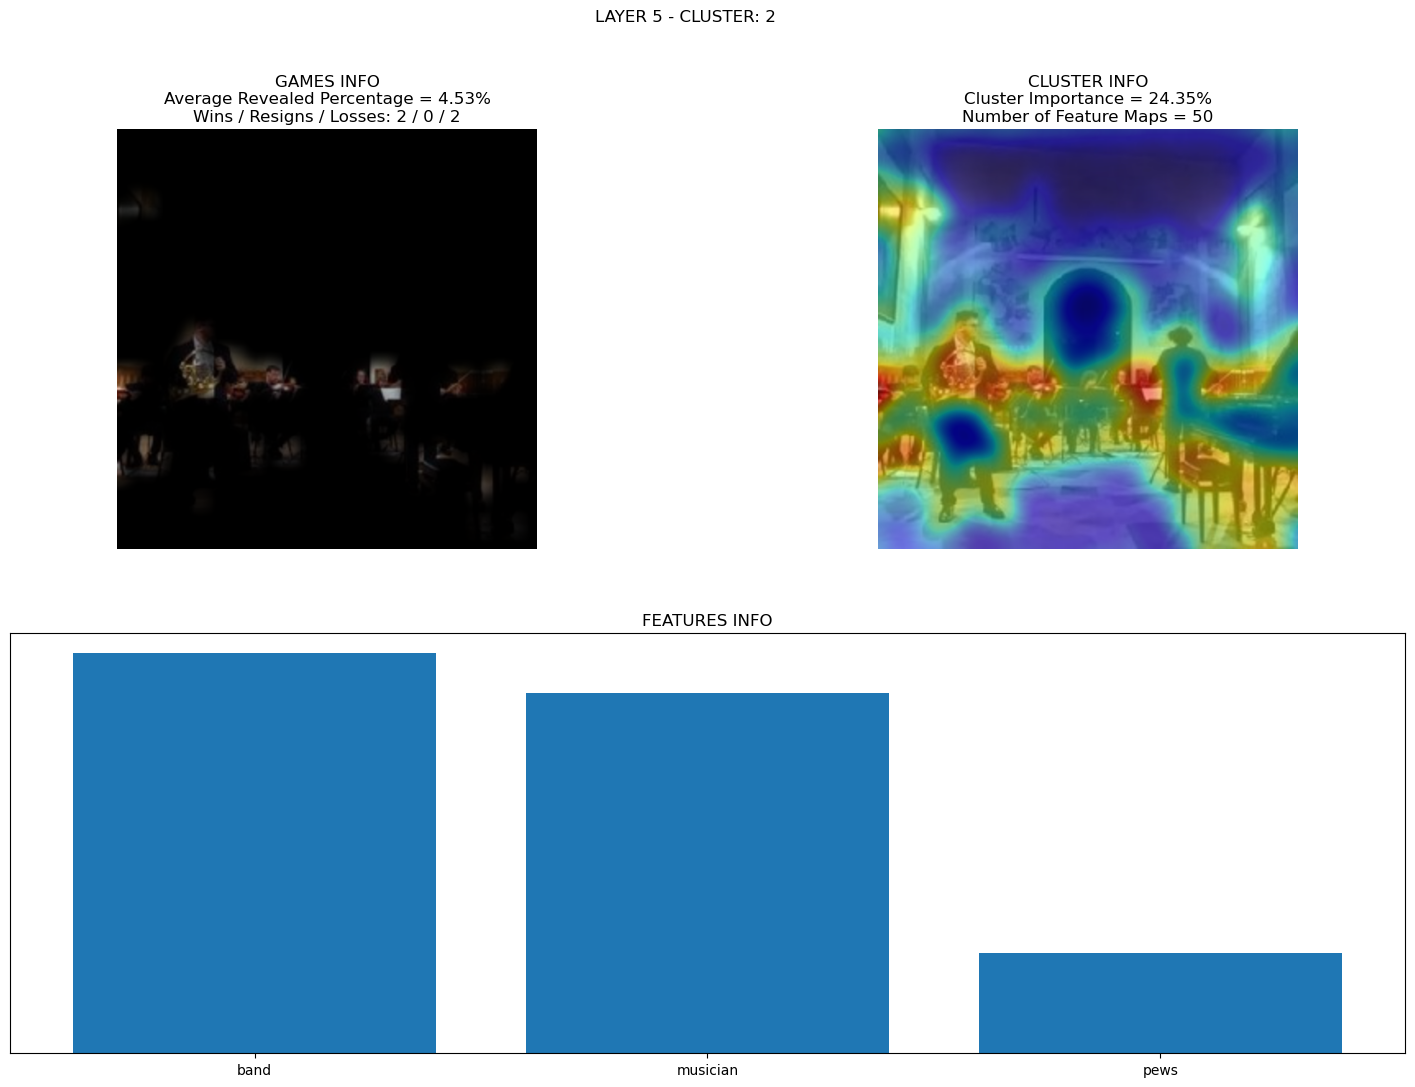 LAYER 5 - CLUSTER: 2
GAMES INFO
Average Revealed Percentage = 4.53%
Wins / Resigns / Losses: 2 / 0 / 2
CLUSTER INFO
Cluster Importance = 24.35%
Number of Feature Maps = 50
FEATURES INFO
band
musician
pews